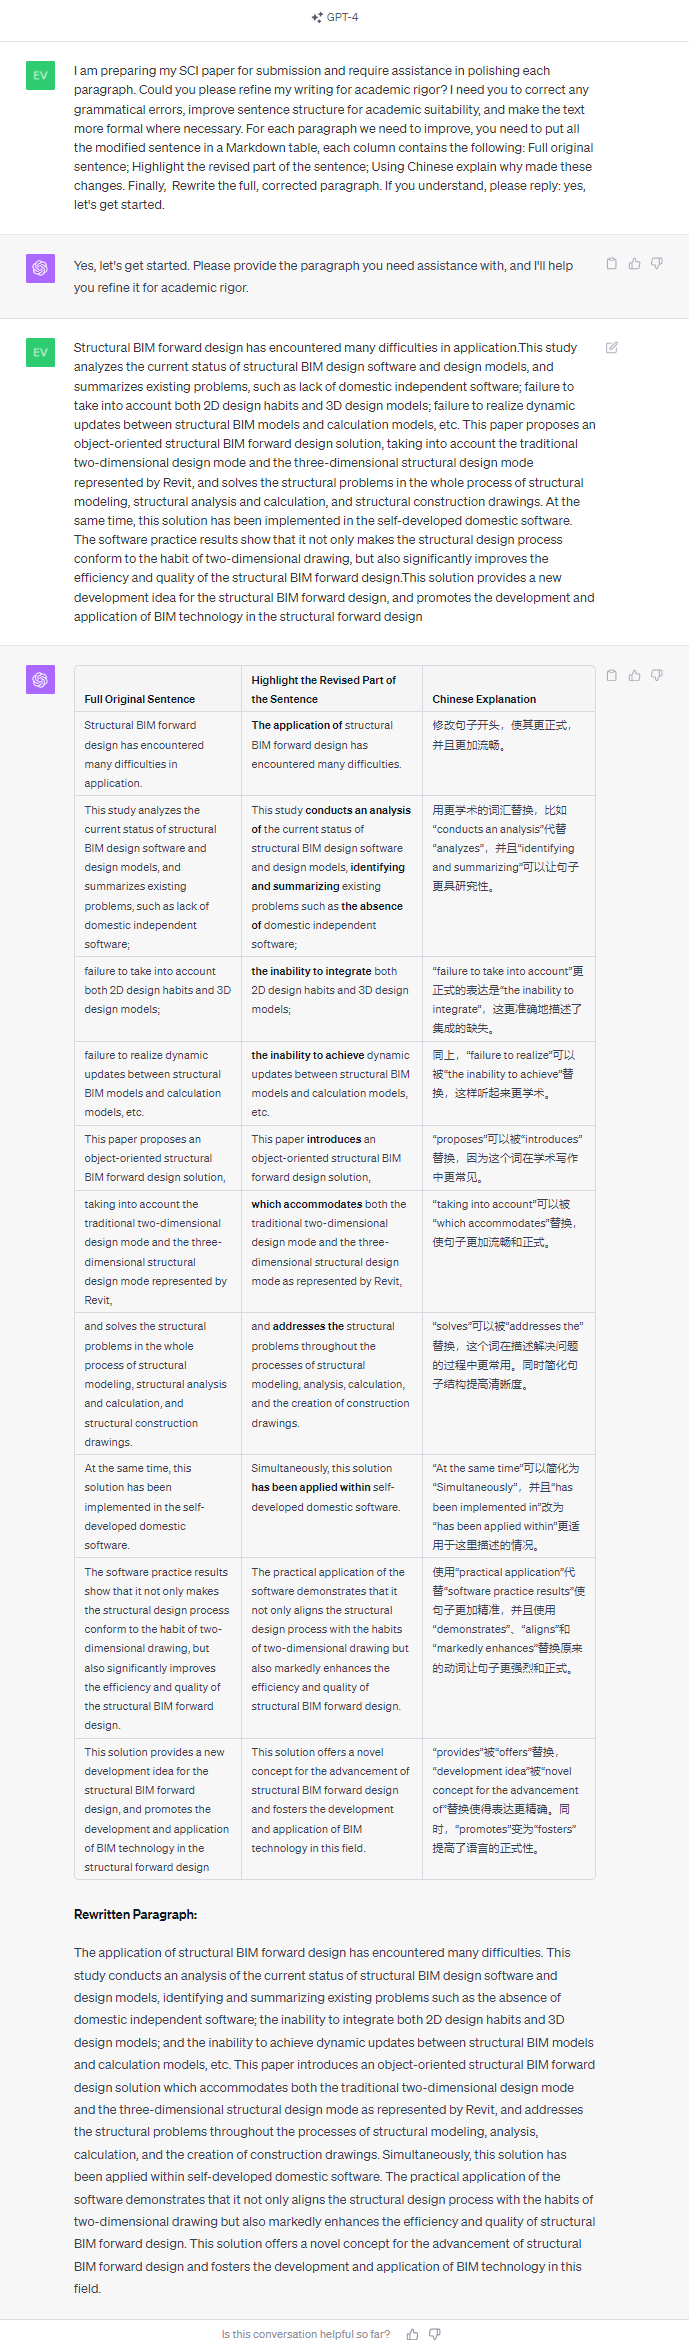 GPT-4
EV
I am preparing my SCI paper for submission and require assistance in polishing each
paragraph. Could you please refine my writing for academic rigor? I need you to correct any
grammatical errors, improve sentence structure for academic suitability, and make the text
more formal where necessary. For each paragraph we need to improve, you need to put all
the modified sentence in a Markdown table, each column contains the following: Full original
sentence; Highlight the revised part of the sentence; Using Chinese explain why made these
changes. Finally, Rewrite the full, corrected paragraph. If you understand, please reply: yes,
let's get started.
Yes, let's get started. Please provide the paragraph you need assistance with, and I'll help
you refine it for academic rigor.
EV
Structural BIM forward design has encountered many difficulties in application.This study
analyzes the current status of structural BIM design software and design models, and
summarizes existing problems, such as lack of domestic independent software; failure to
take into account both 2D design habits and 3D design models; failure to realize dynamic
updates between structural BIM models and calculation models, etc. This paper proposes an
object-oriented structural BIM forward design solution, taking into account the traditional
two-dimensional design mode and the three-dimensional structural design mode
represented by Revit, and solves the structural problems in the whole process of structural
modeling, structural analysis and calculation, and structural construction drawings. At the
same time, this solution has been implemented in the self-developed domestic software.
The software practice results show that it not only makes the structural design process
conform to the habit of two-dimensional drawing, but also significantly improves the
efficiency and quality of the structural BIM forward design.This solution provides a new
development idea for the structural BIM forward design, and promotes the development and
application of BIM technology in the structural forward design
Full Original Sentence
Highlight the Revised Part of
the Sentence
Chinese Explanation
Structural BIM forward
design has encountered
many difficulties in
application.
The application of structural
BIM forward design has
encountered many difficulties.
修改句子开头，使其更正式，
并且更加流畅。
This study analyzes the
current status of structural
BIM design software and
design models, and
summarizes existing
problems, such as lack of
domestic independent
software;
This study conducts an analysis
of the current status of
structural BIM design software
and design models, identifying
and summarizing existing
problems such as the absence
of domestic independent
software;
用更学术的词汇替换，比如
“conducts an analysis”代替
“analyzes”，并且“identifying
and summarizing”可以让句子
更具研究性。
failure to take into account
both 2D design habits and 3D
design models;
the inability to integrate both
2D design habits and 3D design
models;
“failure to take into account”更
正式的表达是“the inability to
integrate”，这更准确地描述了
集成的缺失。
failure to realize dynamic
updates between structural
BIM models and calculation
models, etc.
the inability to achieve dynamic
updates between structural BIM
models and calculation models,
etc.
同上，“failure to realize”可以
被“the inability to achieve”替
换，这样听起来更学术。
This paper proposes an
object-oriented structural
BIM forward design solution,
This paper introduces an
object-oriented structural BIM
forward design solution,
“proposes”可以被“introduces”
替换，因为这个词在学术写作
中更常见。
taking into account the
traditional two-dimensional
design mode and the three-
dimensional structural
design mode represented by
Revit,
which accommodates both the
traditional two-dimensional
design mode and the three-
dimensional structural design
mode as represented by Revit,
“taking into account”可以被
“which accommodates”替换，
使句子更加流畅和正式。
and solves the structural
problems in the whole
process of structural
modeling, structural analysis
and calculation, and
structural construction
drawings.
and addresses the structural
problems throughout the
processes of structural
modeling, analysis, calculation,
and the creation of construction
drawings.
“solves”可以被“addresses the”
替换，这个词在描述解决问题
的过程中更常用。同时简化句
子结构提高清晰度。
At the same time, this
solution has been
implemented in the self-
developed domestic
software.
Simultaneously, this solution
has been applied within self-
developed domestic software.
“At the same time”可以简化为
“Simultaneously”，并且“has
been implemented in”改为
“has been applied within”更适
用于这里描述的情况。
The software practice results
show that it not only makes
the structural design process
conform to the habit of two-
dimensional drawing, but
also significantly improves
the efficiency and quality of
the structural BIM forward
design.
The practical application of the
software demonstrates that it
not only aligns the structural
design process with the habits
of two-dimensional drawing but
also markedly enhances the
efficiency and quality of
structural BIM forward design.
使用“practical application”代
替“software practice results”使
句子更加精准，并且使用
“demonstrates”、“aligns”和
“markedly enhances”替换原来
的动词让句子更强烈和正式。
This solution provides a new
development idea for the
structural BIM forward
design, and promotes the
development and application
of BIM technology in the
structural forward design
This solution offers a novel
concept for the advancement of
structural BIM forward design
and fosters the development
and application of BIM
technology in this field.
“provides”被“offers”替换，
“development idea”被“novel
concept for the advancement
of”替换使得表达更精确。同
时，“promotes”变为“fosters”
提高了语言的正式性。
Rewritten Paragraph:
The application of structural BIM forward design has encountered many difficulties. This
study conducts an analysis of the current status of structural BIM design software and
design models, identifying and summarizing existing problems such as the absence of
domestic independent software; the inability to integrate both 2D design habits and 3D
design models; and the inability to achieve dynamic updates between structural BIM models
and calculation models, etc. This paper introduces an object-oriented structural BIM forward
design solution which accommodates both the traditional two-dimensional design mode
and the three-dimensional structural design mode as represented by Revit, and addresses
the structural problems throughout the processes of structural modeling, analysis,
calculation, and the creation of construction drawings. Simultaneously, this solution has
been applied within self-developed domestic software. The practical application of the
software demonstrates that it not only aligns the structural design process with the habits of
two-dimensional drawing but also markedly enhances the efficiency and quality of structural
BIM forward design. This solution offers a novel concept for the advancement of structural
BIM forward design and fosters the development and application of BIM technology in this
field.
Is this conversation helpful so far?